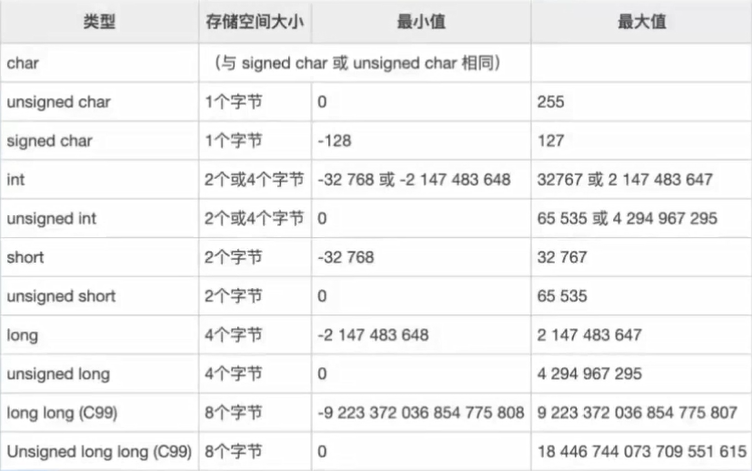 类型 存储空间大小 最小值 最大值
char （与 signed char 或 unsigned char 相同）
unsigned char 1个字节 0 255
signed char 1个字节 -128 127
int 2个或4个字节 -32 768 或 -2 147 483 648 32767 或 2 147 483 647
unsigned int 2个或4个字节 0 65 535 或 4 294 967 295
short 2个字节 -32 768 32 767
unsigned short 2个字节 0 65 535
long 4个字节 -2 147 483 648 2 147 483 647
unsigned long 4个字节 0 4 294 967 295
long long (C99) 8个字节 -9 223 372 036 854 775 808 9 223 372 036 854 775 807
Unsigned long long (C99) 8个字节 0 18 446 744 073 709 551 615